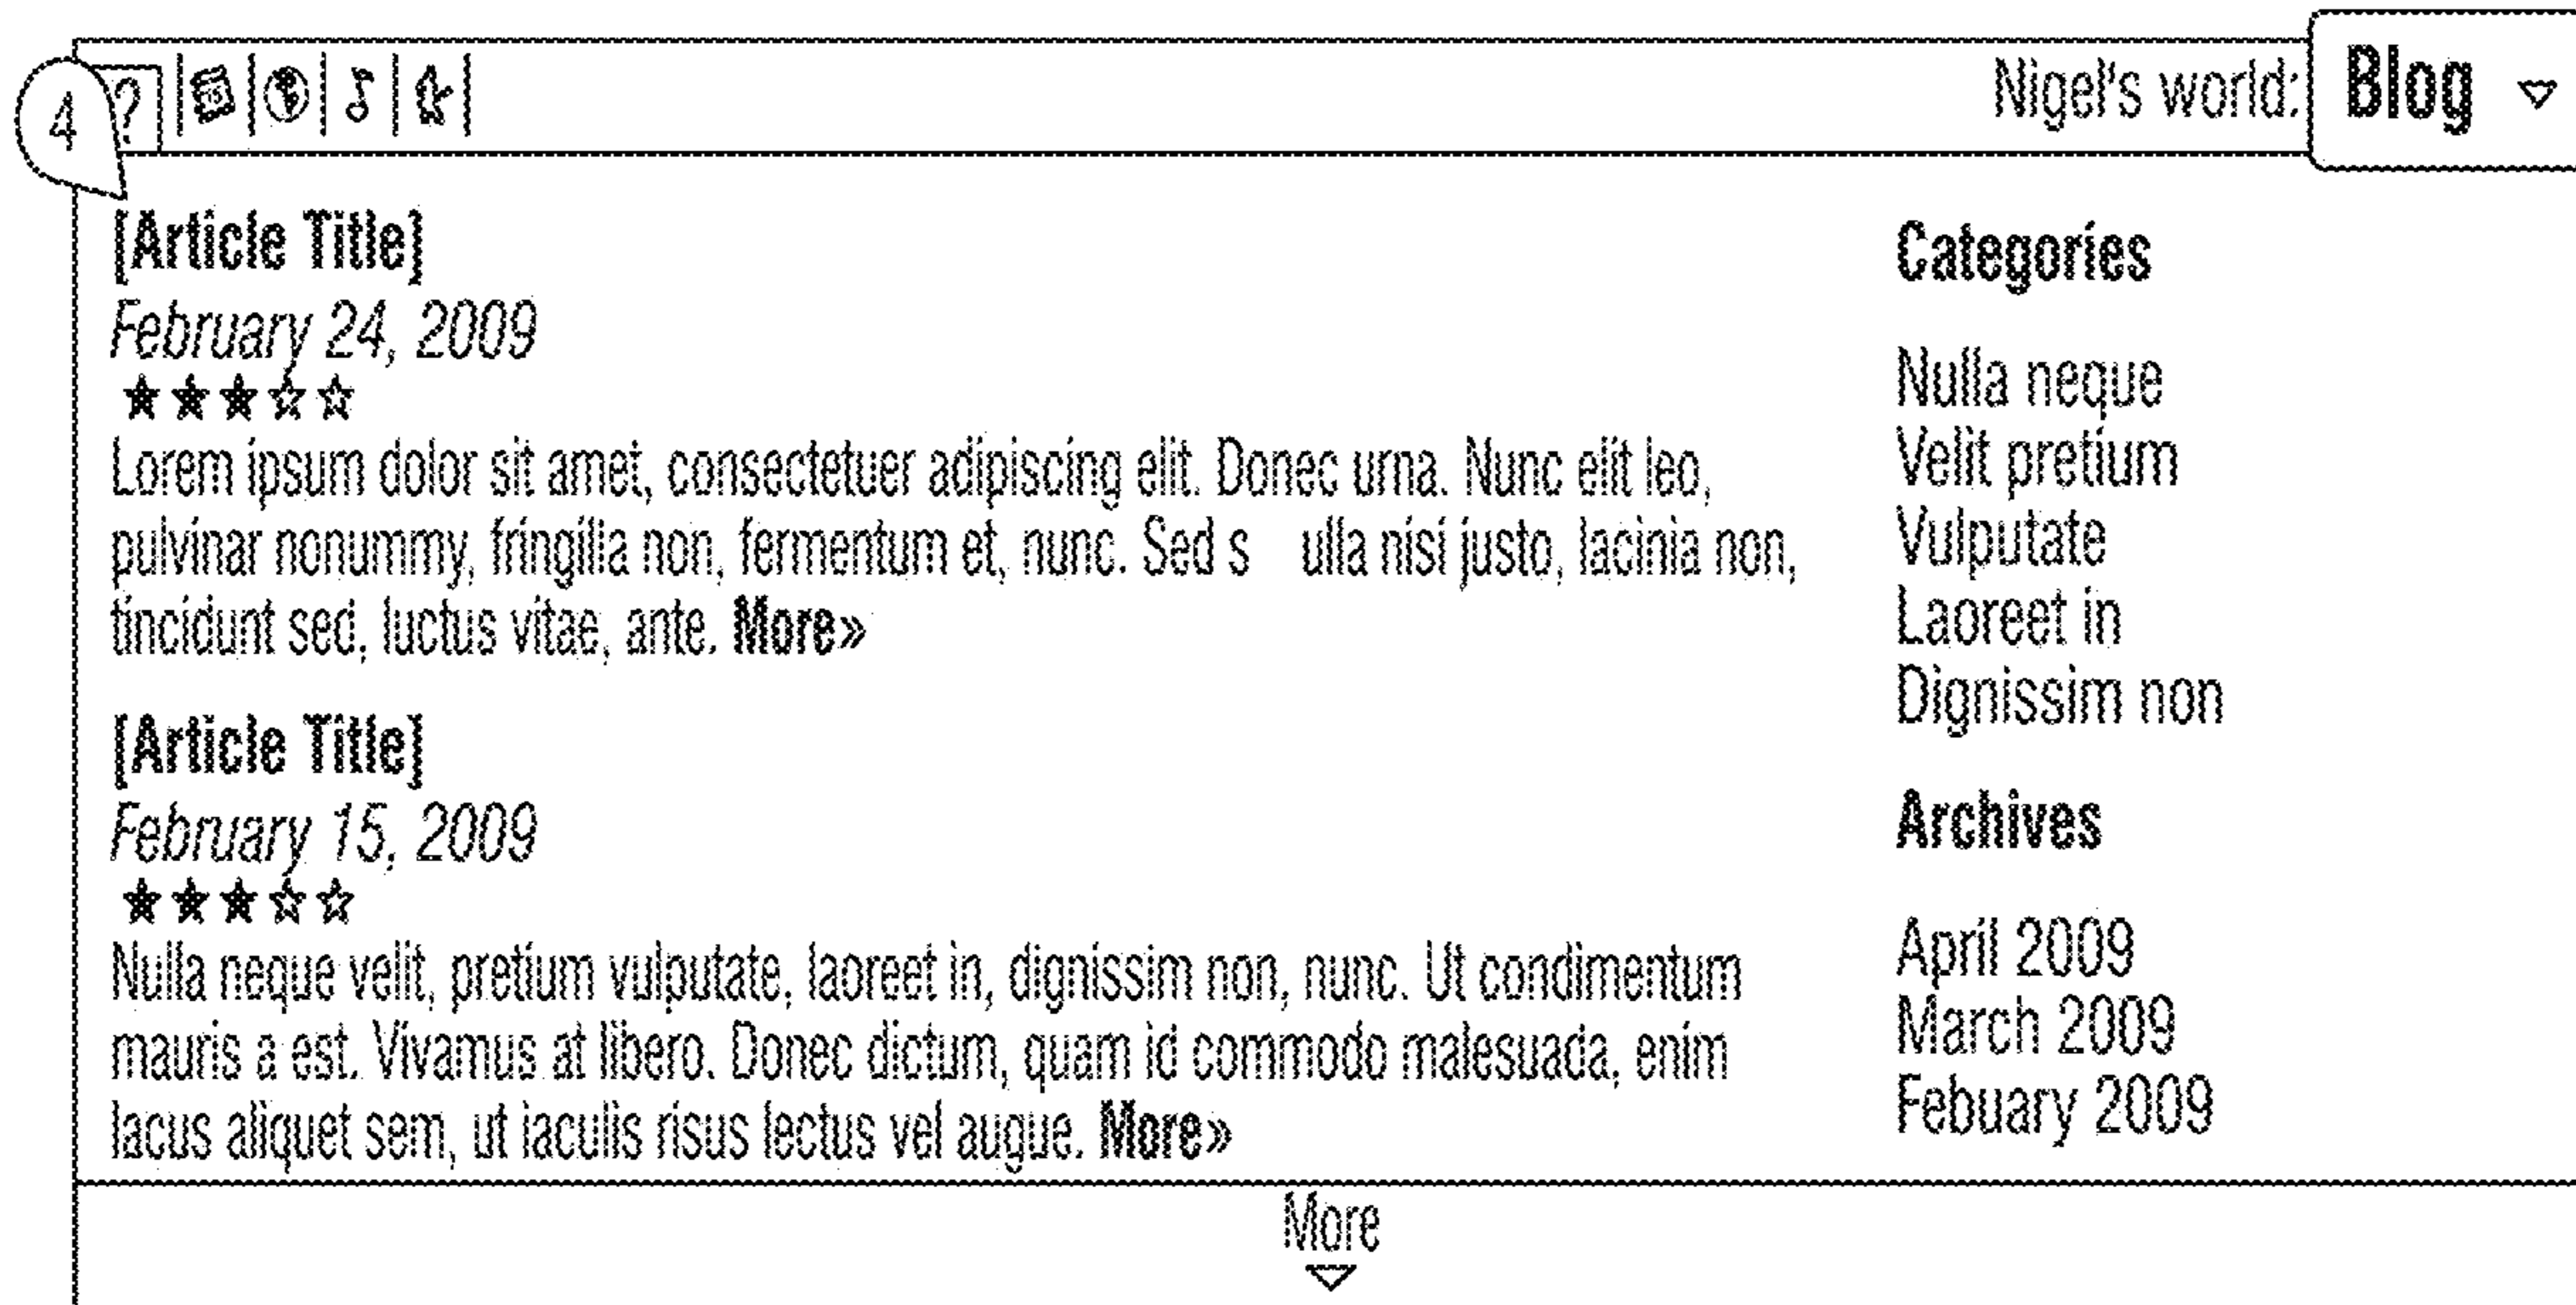 4 ?
Nigel's world: Blog
[Article Title]
February 24, 2009
Lorem ipsum dolor sit amet, consectetuer adipiscing elit. Donec urna. Nunc elit leo,
pulvinar nonummy, fringilla non, fermentum et, nunc. Sed s ulla nisi justo, lacinia non,
tincidunt sed, luctus vitae, ante. More»
[Article Title]
February 15, 2009
Nulla neque velit, pretium vulputate, laoreet in, dignissim non, nunc. Ut condimentum
mauris a est. Vivamus at libero. Donec dictum, quam id commodo malesuada, enim
lacus aliquet sem, ut iaculis risus lectus vel augue. More»
Categories
Nulla neque
Velit pretium
Vulputate
Laoreet in
Dignissim non
Archives
April 2009
March 2009
Febuary 2009
More